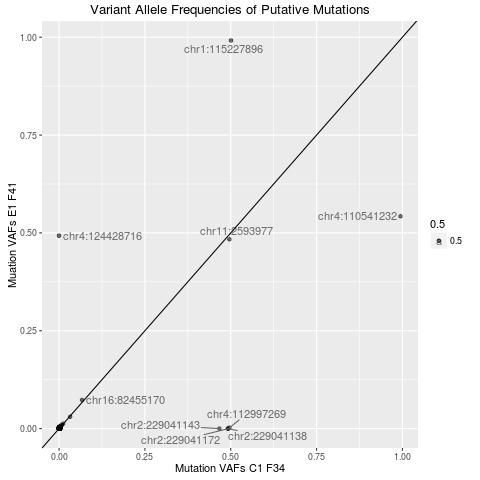 Variant Allele Frequencies of Putative Mutations
1.00
0.75
0.50
0.25
0.00
Muation VAFs E1 F41
chr1:115227896
chr4:110541232
chr11:2593977
chr4:124428716
chr16:82455170
chr4:112997269
chr2:229041143
chr2:229041172
chr2:229041138
0.00
0.25
0.50
0.75
1.00
Mutation VAFs C1 F34
0.5
a
0.5